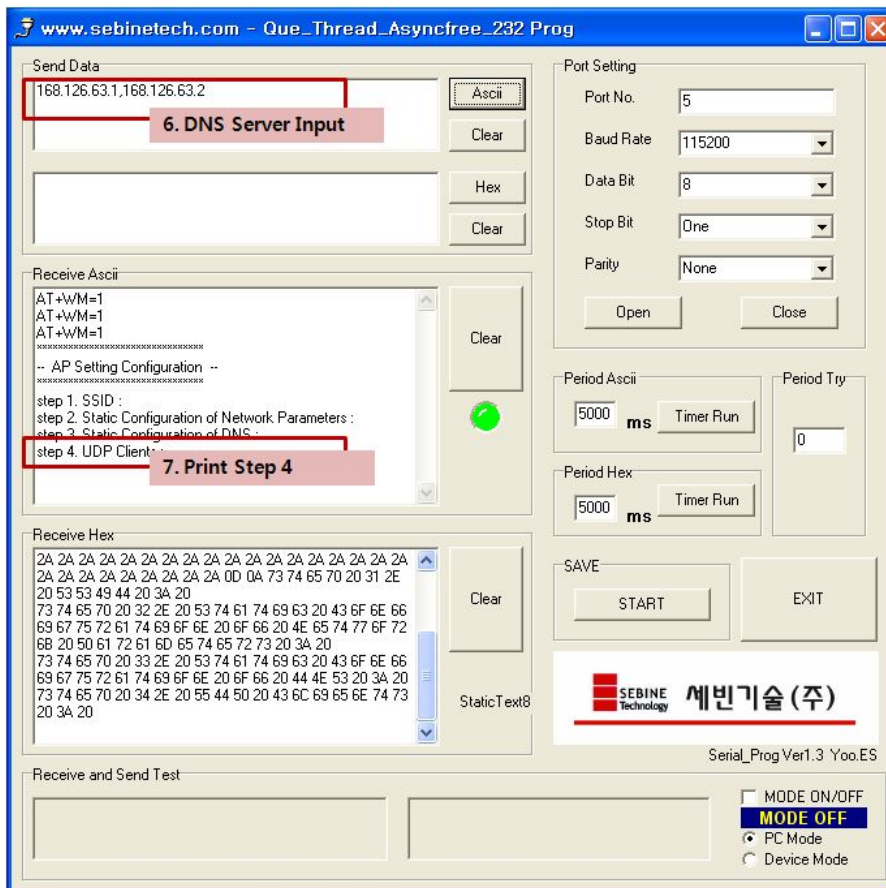 www.sebinetech.com - Que_Thread_Asyncfree_232 Prog
Send Data
168.126.63.1,168.126.63.2
6. DNS Server Input
Ascii
Clear
Hex
Clear
Receive Ascii
AT+WM=1
AT+WM=1
AT+WM=1
********************************
-- AP Setting Configuration --
********************************
step 1. SSID :
step 2. Static Configuration of Network Parameters :
step 3. Static Configuration of DNS :
step 4. UDP Clients :
7. Print Step 4
Clear
Receive Hex
2A 2A 2A 2A 2A 2A 2A 2A 2A 2A 2A 2A 2A 2A 2A 2A 2A 2A
2A 2A 2A 2A 2A 2A 2A 2A 2A 0D 0A 73 74 65 70 20 31 2E
20 53 53 49 44 20 3A 20
73 74 65 70 20 32 2E 20 53 74 61 74 69 63 20 43 6F 6E 66
69 67 75 72 61 74 69 6F 6E 20 6F 66 20 4E 65 74 77 6F 72
6B 20 50 61 72 61 6D 65 74 65 72 73 20 3A 20
73 74 65 70 20 33 2E 20 53 74 61 74 69 63 20 43 6F 6E 66
69 67 75 72 61 74 69 6F 6E 20 6F 66 20 44 4E 53 20 3A 20
73 74 65 70 20 34 2E 20 55 44 50 20 43 6C 69 65 6E 74 73
20 3A 20
Clear
StaticText8
Port Setting
Port No. 5
Baud Rate 115200
Data Bit 8
Stop Bit One
Parity None
Open Close
Period Ascii
5000 ms Timer Run
Period Hex
5000 ms Timer Run
Period Try
0
SAVE
START
EXIT
SEBINE
Technology
세빈기술(주)
Serial_Prog Ver1.3 Yoo.ES
Receive and Send Test
MODE ON/OFF
MODE OFF
PC Mode
Device Mode